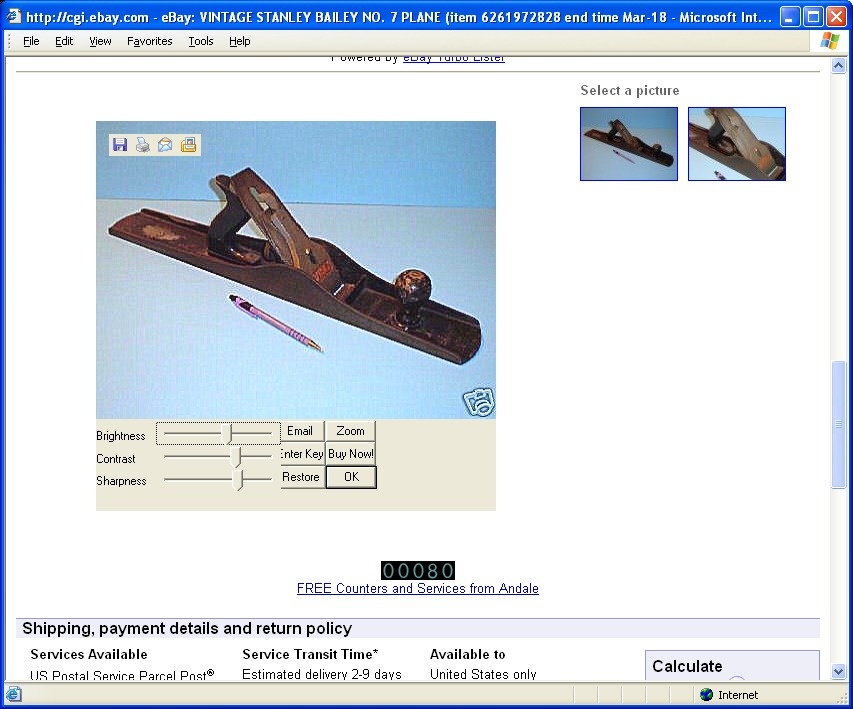 http://cgi.ebay.com - eBay: VINTAGE STANLEY BAILEY NO. 7 PLANE (item 6261972828 end time Mar-18 - Microsoft Int...
File Edit View Favorites Tools Help
Powered by eBay Turbo Lister
Select a picture
Brightness
Email Zoom
Contrast
Enter Key Buy Now!
Sharpness
Restore OK
00080
FREE Counters and Services from Andale
Shipping, payment details and return policy
Services Available Service Transit Time* Available to
Calculate
US Postal Service Parcel Post® Estimated delivery 2-9 days United States only
Internet